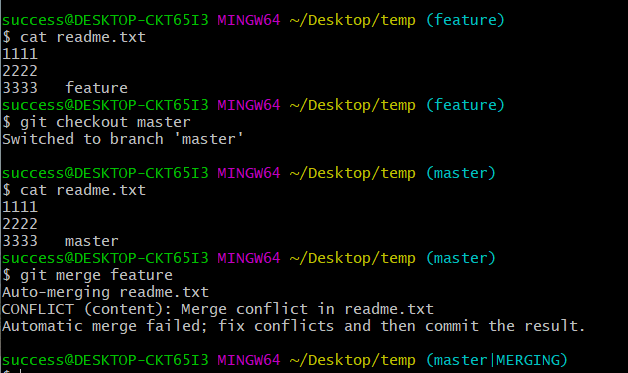 success@DESKTOP-CKT65I3 MINGW64 ~/Desktop/temp (feature)
$ cat readme.txt
1111
2222
3333   feature
success@DESKTOP-CKT65I3 MINGW64 ~/Desktop/temp (feature)
$ git checkout master
Switched to branch 'master'
success@DESKTOP-CKT65I3 MINGW64 ~/Desktop/temp (master)
$ cat readme.txt
1111
2222
3333   master
success@DESKTOP-CKT65I3 MINGW64 ~/Desktop/temp (master)
$ git merge feature
Auto-merging readme.txt
CONFLICT (content): Merge conflict in readme.txt
Automatic merge failed; fix conflicts and then commit the result.
success@DESKTOP-CKT65I3 MINGW64 ~/Desktop/temp (master|MERGING)
$